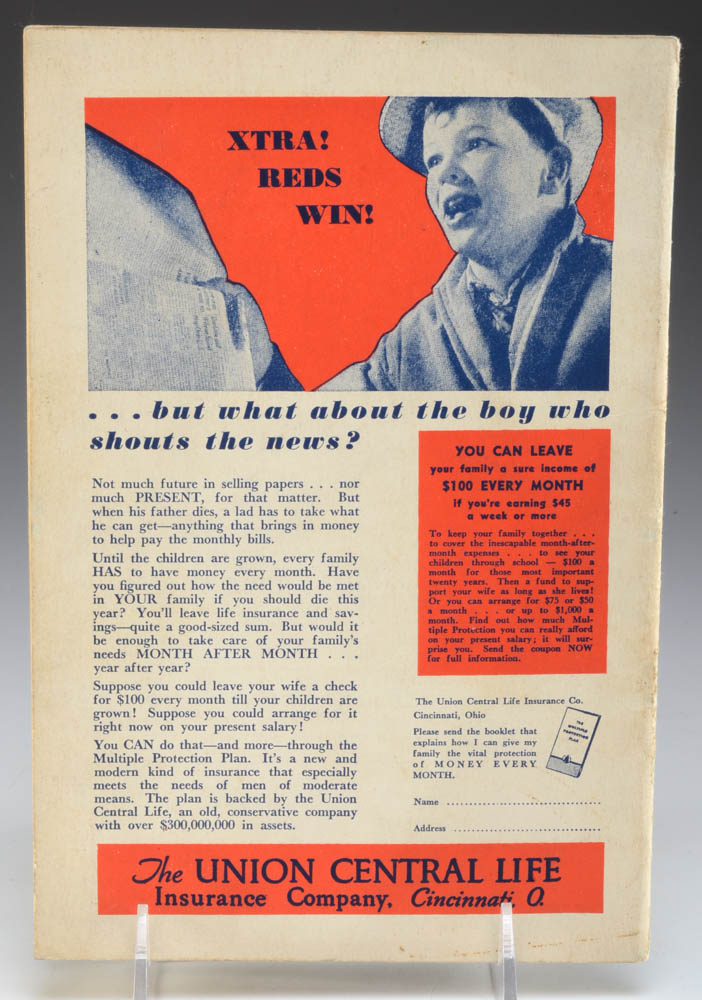 XTRA!
REDS
WIN!
. . . but what about the boy who
shouts the news?
Not much future in selling papers . . . nor
much PRESENT, for that matter. But
when his father dies, a lad has to take what
he can get—anything that brings in money
to help pay the monthly bills.
Until the children are grown, every family
HAS to have money every month. Have
you figured out how the need would be met
in YOUR family if you should die this
year? You'll leave life insurance and sav-
ings—quite a good-sized sum. But would it
be enough to take care of your family's
needs MONTH AFTER MONTH . . .
year after year?
Suppose you could leave your wife a check
for $100 every month till your children are
grown! Suppose you could arrange for it
right now on your present salary!
You CAN do that—and more—through the
Multiple Protection Plan. It's a new and
modern kind of insurance that especially
meets the needs of men of moderate
means. The plan is backed by the Union
Central Life, an old, conservative company
with over $300,000,000 in assets.
YOU CAN LEAVE
your family a sure income of
$100 EVERY MONTH
if you're earning $45
a week or more
To keep your family together . . .
to cover the inescapable month-after-
month expenses . . . to see your
children through school — $100 a
month for those most important
twenty years. Then a fund to sup-
port your wife as long as she lives!
Or you can arrange for $75 or $50
a month . . . or up to $1,000 a
month. Find out how much Mul-
tiple Protection you can really afford
on your present salary; it will sur-
prise you. Send the coupon NOW
for full information.
The Union Central Life Insurance Co.
Cincinnati, Ohio
Please send the booklet that
explains how I can give my
family the vital protection
of MONEY EVERY
MONTH.
THE
MULTIPLE
PROTECTION
PLAN
Name
Address
The UNION CENTRAL LIFE
Insurance Company, Cincinnati, O.